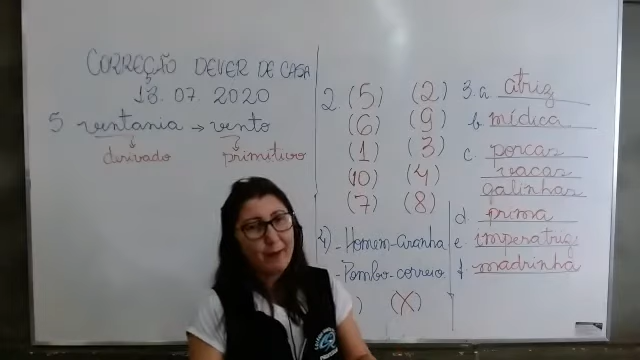 CORREÇÃO DEVER DE CASA
13.07.2020
5 ventania → vento
derivado primitivo
2. (5) (2)
(6) (9)
(1) (3)
(10) (4)
(7) (8)
4) - Homem-aranha
- Pombo-correio
) (X)
3. a atriz
b médica
c porcas
vacas
galinhas
d prima
e imperatriz
f madrinha